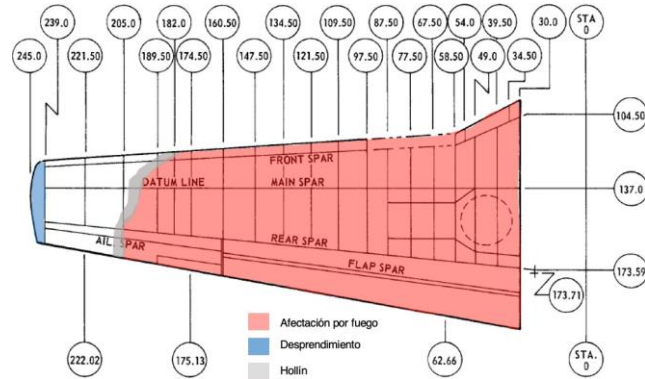 239.0 205.0 182.0 160.50 134.50 109.50 87.50 67.50 54.0 39.50 30.0 STA 0
245.0 221.50 189.50 174.50 147.50 121.50 97.50 77.50 58.50 49.0 34.50
104.50
FRONT SPAR
DATUM LINE MAIN SPAR 137.0
AIL. SPAR REAR SPAR
FLAP SPAR 173.59
173.71
Afectación por fuego
Desprendimiento
Hollín
222.02 175.13 62.66 STA. 0